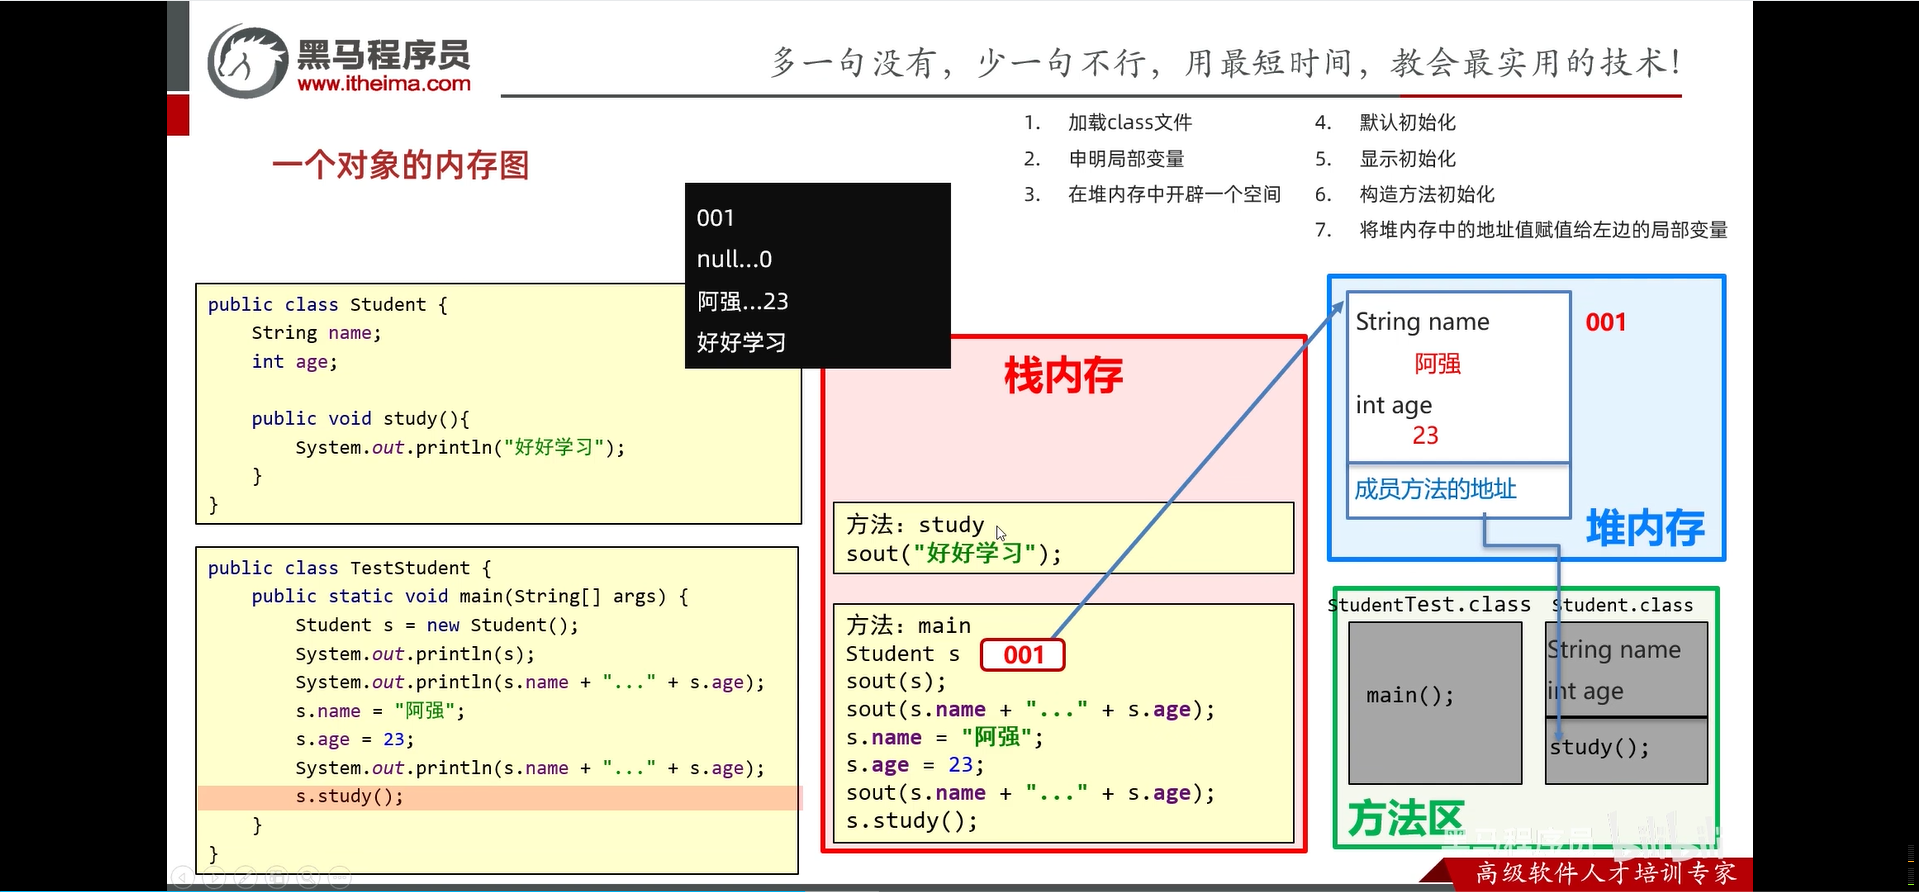 黑马程序员
www.itheima.com
多一句没有，少一句不行，用最短时间，教会最实用的技术！
一个对象的内存图
1. 加载class文件
2. 申明局部变量
3. 在堆内存中开辟一个空间
4. 默认初始化
5. 显示初始化
6. 构造方法初始化
7. 将堆内存中的地址值赋值给左边的局部变量
001
null...0
阿强...23
好好学习
public class Student {
String name;
int age;
public void study(){
System.out.println("好好学习");
}
}
public class TestStudent {
public static void main(String[] args) {
Student s = new Student();
System.out.println(s);
System.out.println(s.name + "..." + s.age);
s.name = "阿强";
s.age = 23;
System.out.println(s.name + "..." + s.age);
s.study();
}
}
栈内存
方法：study
sout("好好学习");
方法：main
Student s 001
sout(s);
sout(s.name + "..." + s.age);
s.name = "阿强";
s.age = 23;
sout(s.name + "..." + s.age);
s.study();
String name
阿强
int age
23
成员方法的地址
001
堆内存
StudentTest.class
main();
Student.class
String name
int age
study();
方法区
黑马程序员 bilibili
高级软件人才培训专家